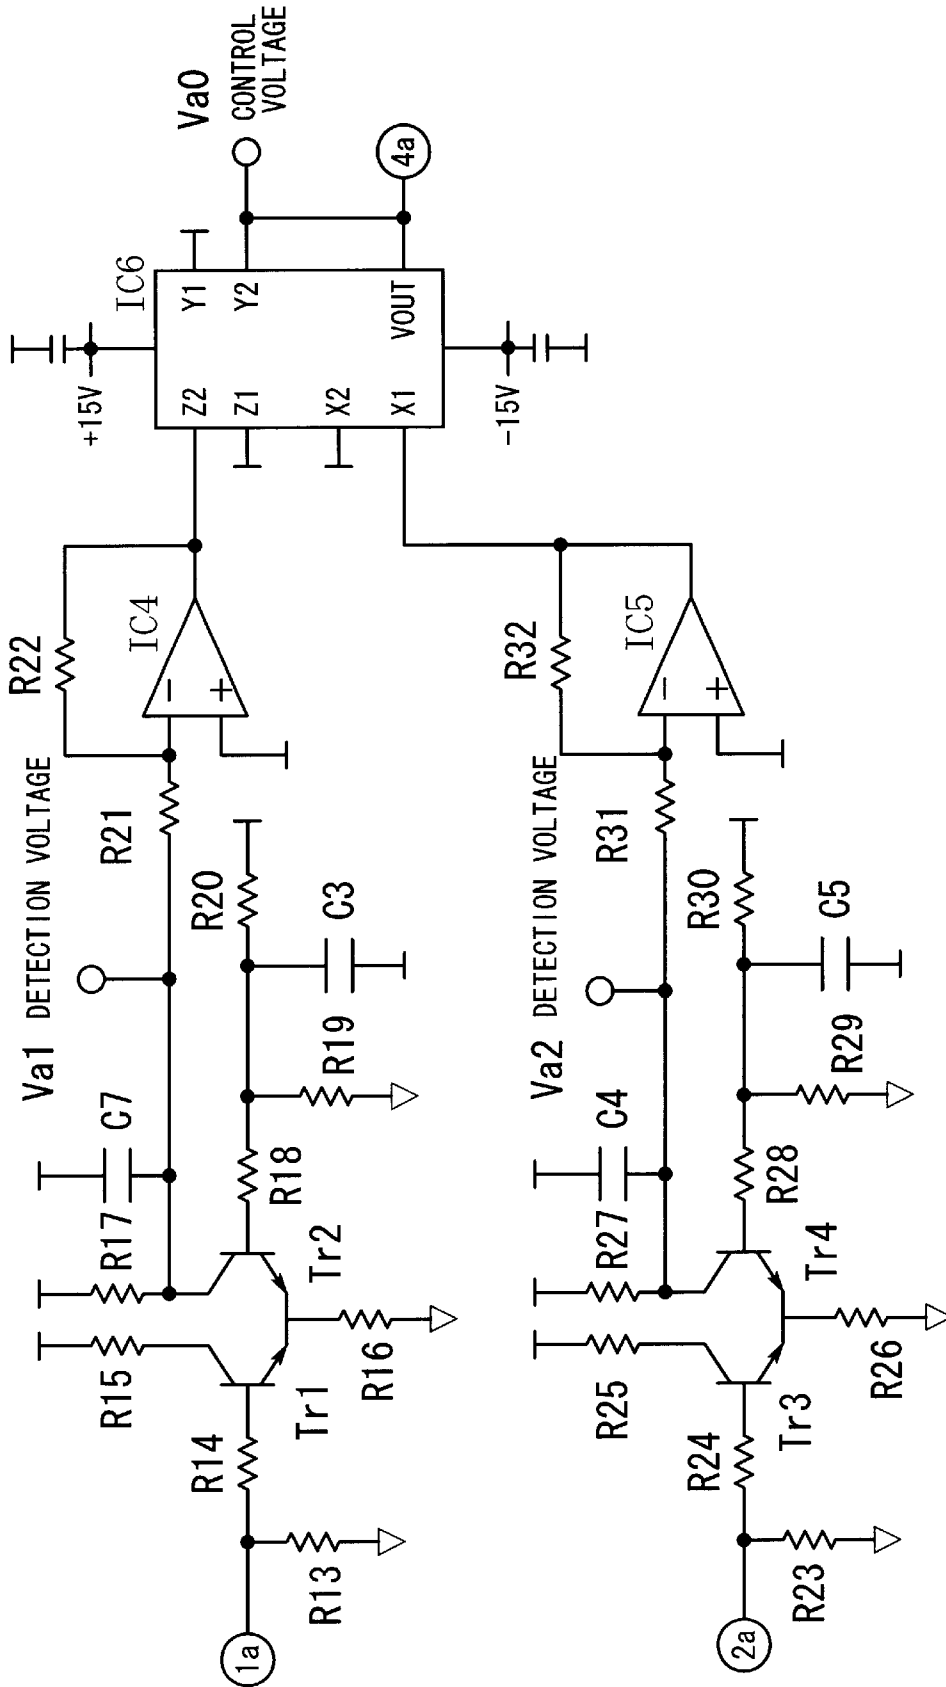 Va1 DETECTION VOLTAGE
R22
+15V
IC6
Va0
CONTROL
VOLTAGE
R15
R17
C7
R21
IC4
−
+
Z2
Z1
X2
X1
Y1
Y2
VOUT
4a
1a
R14
R13
Tr1
Tr2
R16
R18
R19
R20
C3
-15V
Va2 DETECTION VOLTAGE
R32
R25
R27
C4
R31
IC5
−
+
2a
R24
R23
Tr3
Tr4
R26
R28
R29
R30
C5